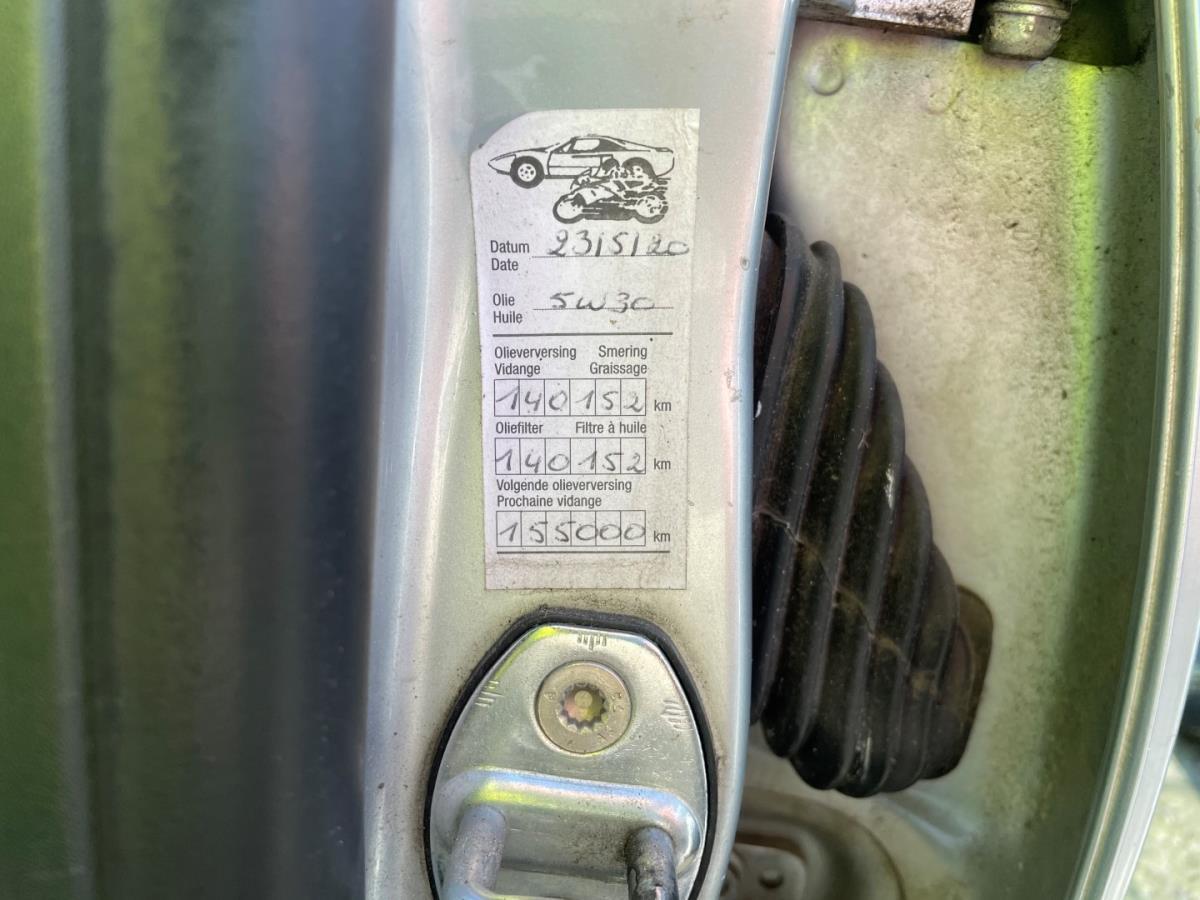 Datum 23/5/20
Date
Olie 5W30
Huile
Olieverversing Smering
Vidange Graissage
140152 km
Oliefilter Filtre à huile
140152 km
Volgende olieverversing
Prochaine vidange
155000 km